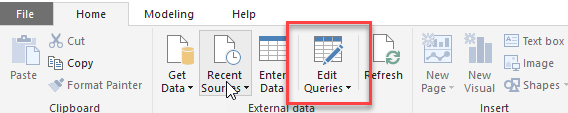 File Home Modeling Help
Paste
Cut
Copy
Format Painter
Clipboard
Get
Data
Recent
Sources
Enter
Data
Edit
Queries
Refresh
External data
New
Page
New
Visual
Text box
Image
Shapes
Insert